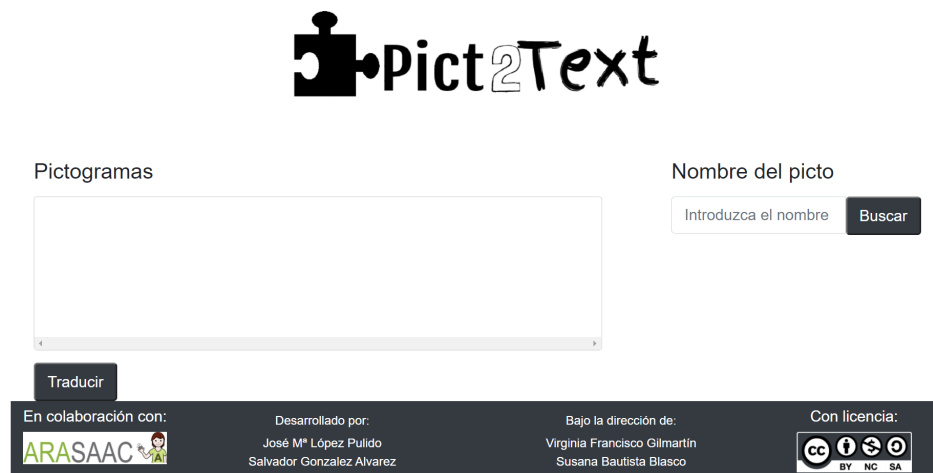 Pict2Text
Pictogramas
Nombre del picto
Introduzca el nombre
Buscar
Traducir
En colaboración con:
ARASAAC
Desarrollado por:
José Mª López Pulido
Salvador Gonzalez Alvarez
Bajo la dirección de:
Virginia Francisco Gilmartín
Susana Bautista Blasco
Con licencia:
cc
BY NC SA